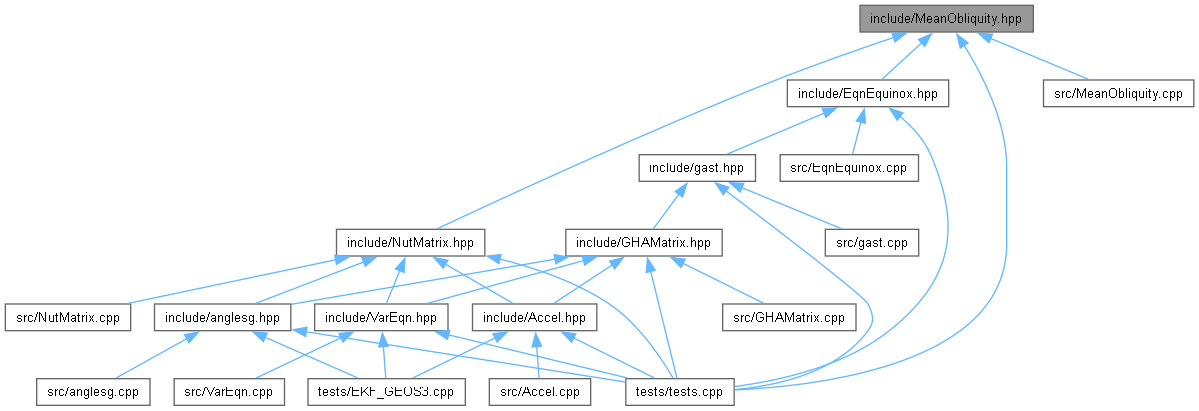 include/MeanObliquity.hpp
include/EqnEquinox.hpp
src/MeanObliquity.cpp
include/gast.hpp
src/EqnEquinox.cpp
include/NutMatrix.hpp
include/GHAMatrix.hpp
src/gast.cpp
src/NutMatrix.cpp
include/anglesg.hpp
include/VarEqn.hpp
include/Accel.hpp
src/GHAMatrix.cpp
src/anglesg.cpp
src/VarEqn.cpp
tests/EKF_GEOS3.cpp
src/Accel.cpp
tests/tests.cpp